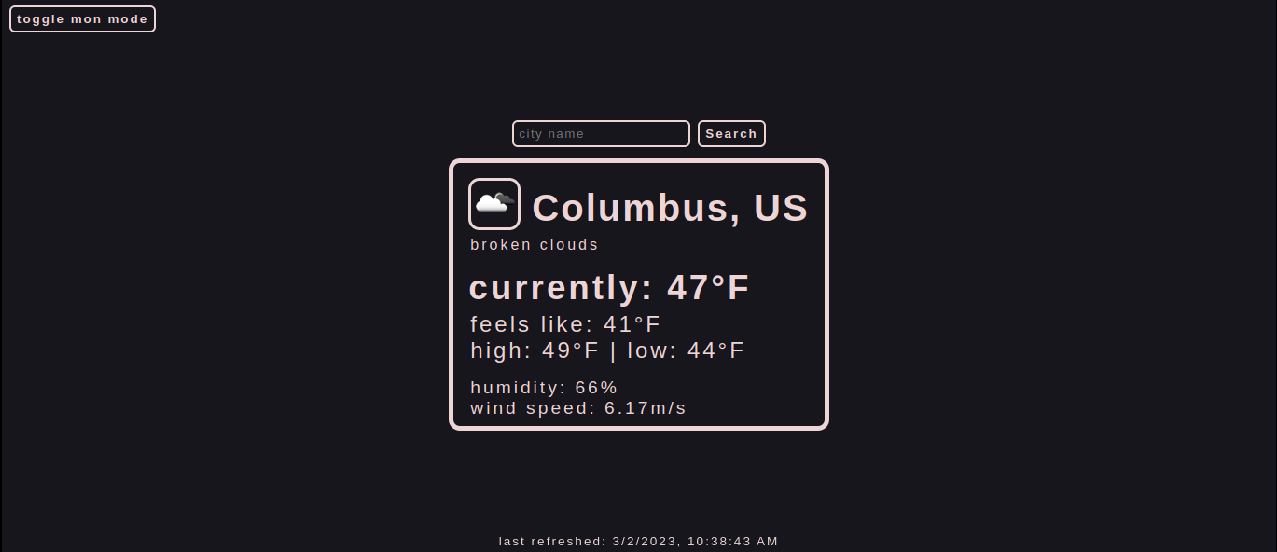 toggle mon mode
city name
Search
Columbus, US
broken clouds
currently: 47°F
feels like: 41°F
high: 49°F | low: 44°F
humidity: 66%
wind speed: 6.17m/s
last refreshed: 3/2/2023, 10:38:43 AM